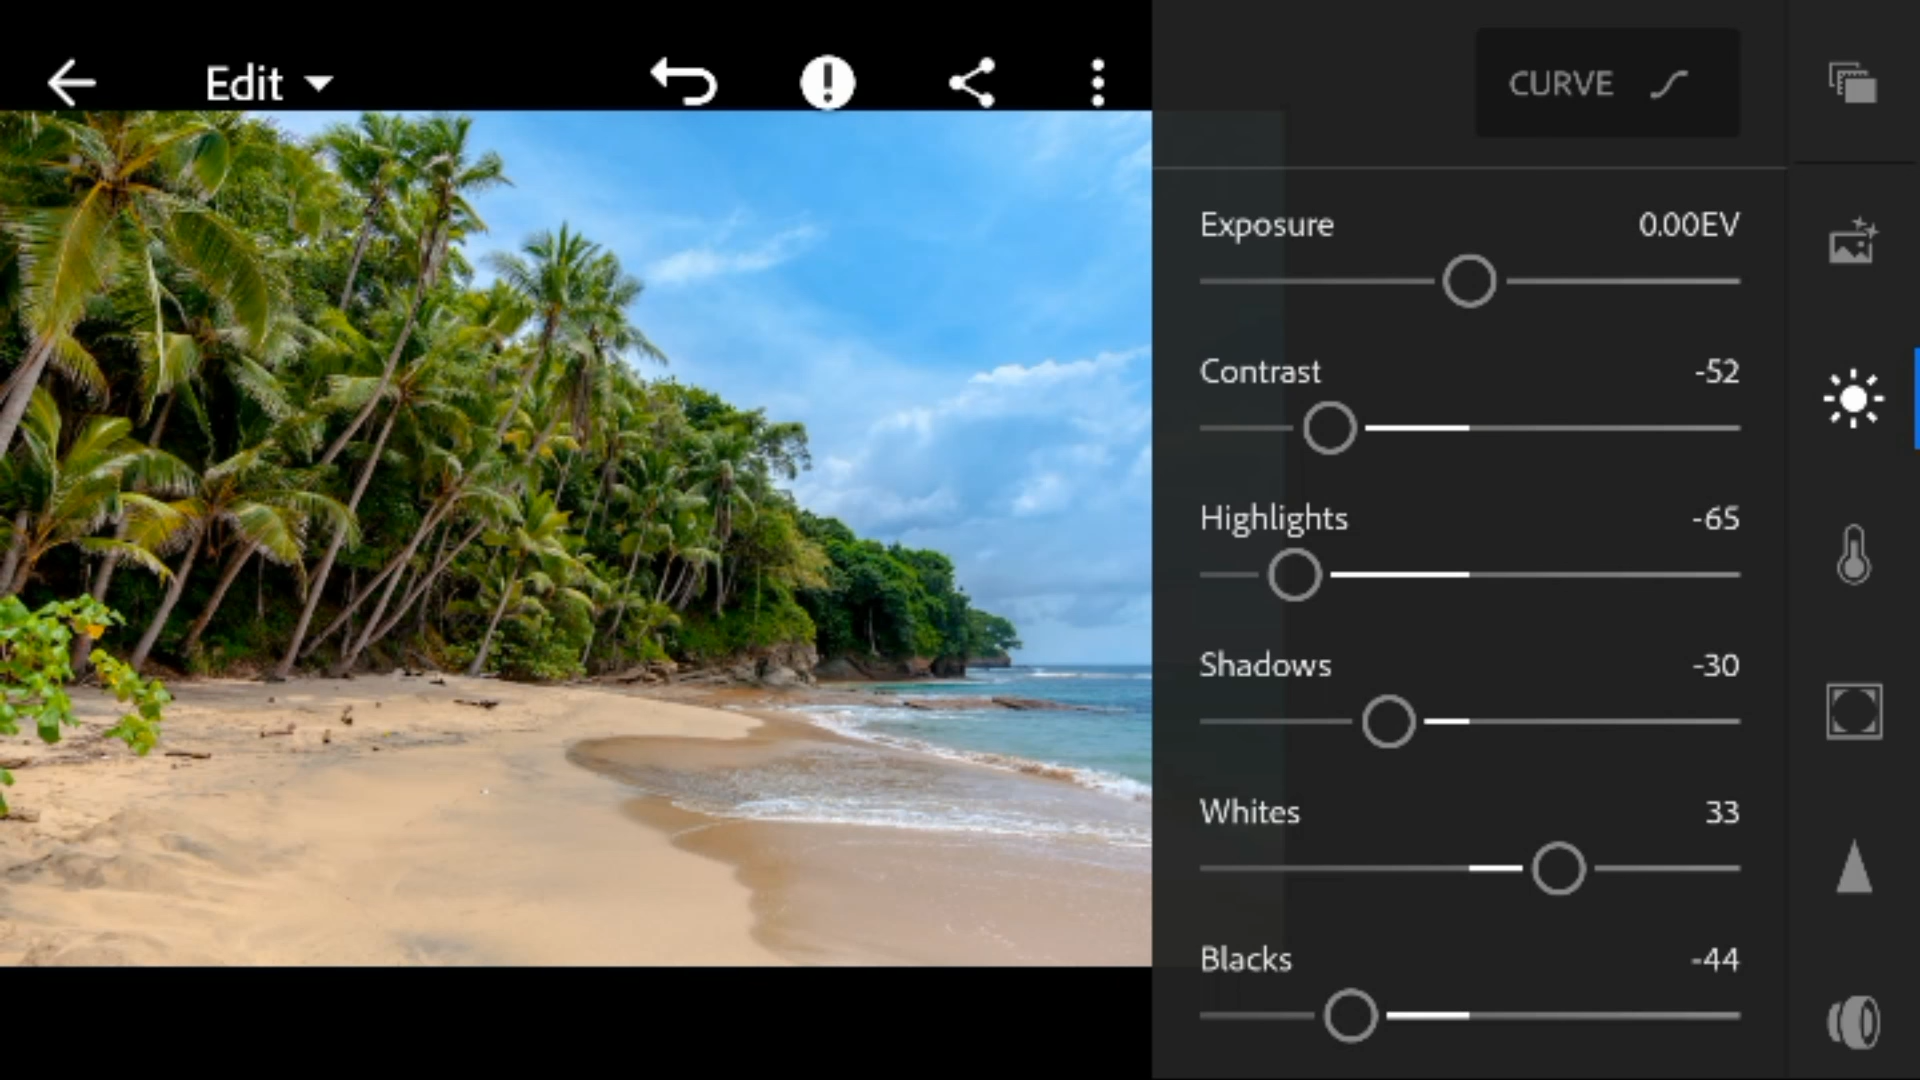 Edit
CURVE
Exposure 0.00EV
Contrast -52
Highlights -65
Shadows -30
Whites 33
Blacks -44